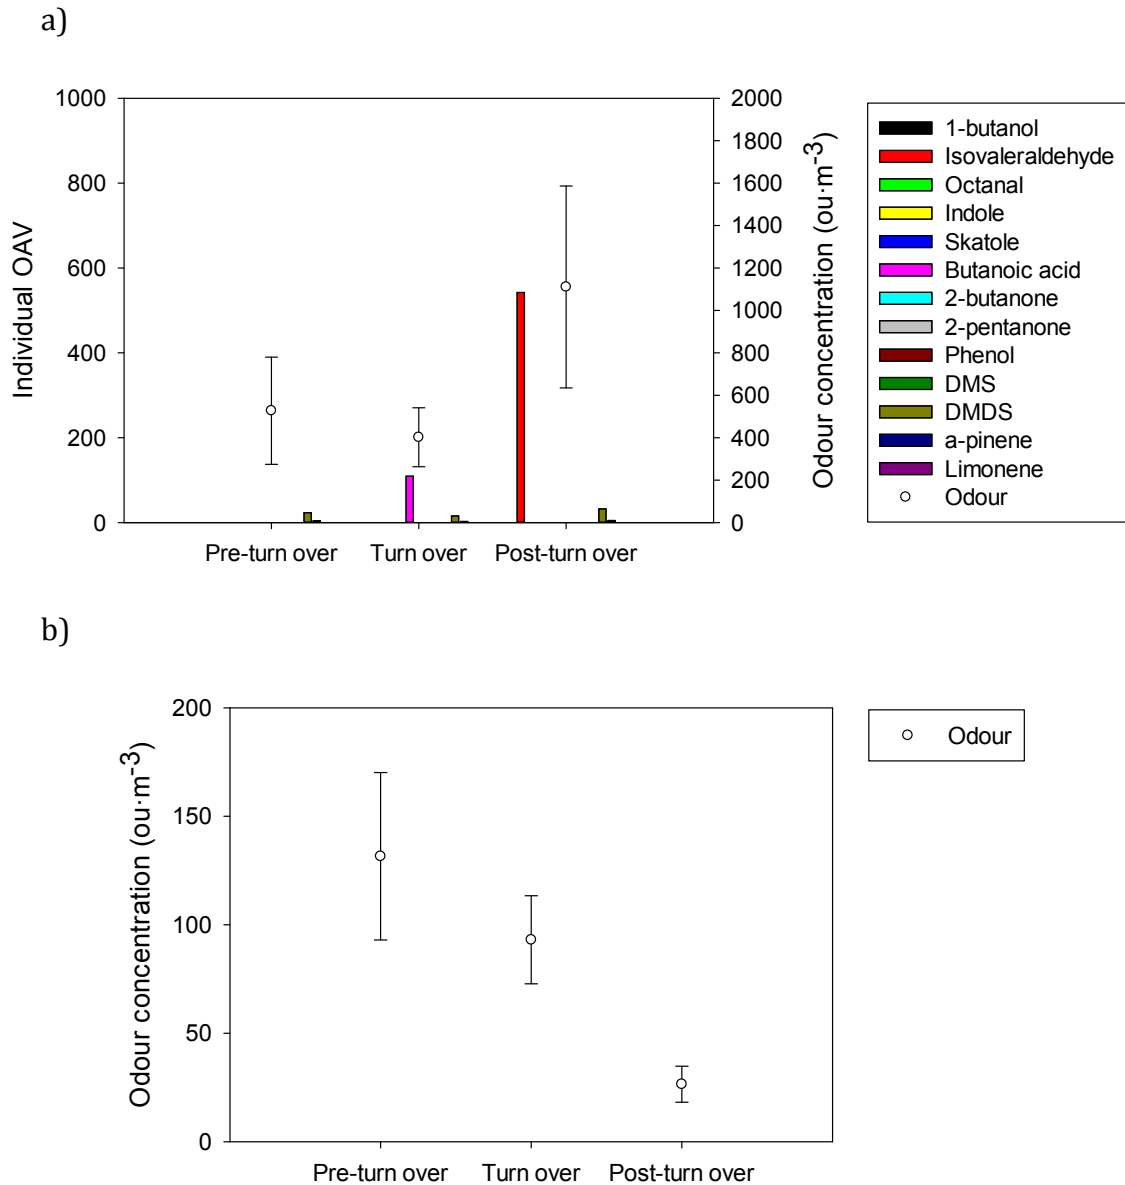 a)
1000
800
600
400
200
0
Individual OAV
2000
1800
1600
1400
1200
1000
800
600
400
200
0
Odour concentration (ou·m⁻³)
Pre-turn over Turn over Post-turn over
1-butanol
Isovaleraldehyde
Octanal
Indole
Skatole
Butanoic acid
2-butanone
2-pentanone
Phenol
DMS
DMDS
a-pinene
Limonene
Odour
b)
200
150
100
50
0
Odour concentration (ou·m⁻³)
Pre-turn over Turn over Post-turn over
Odour